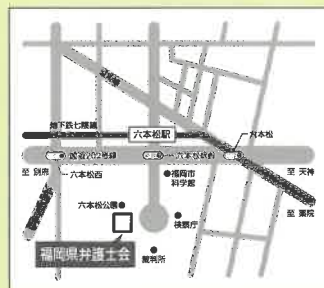 地下鉄七隈線
六本松駅
六本松
国道202号線
六本松駅前
至 別府
六本松西
福岡市
科学館
至 天神
六本松公園
検察庁
至 薬院
福岡県弁護士会
裁判所